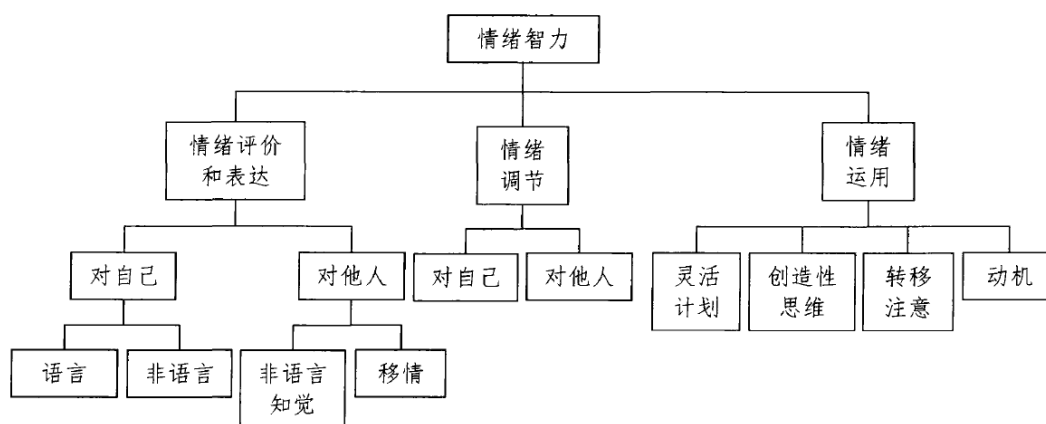 情绪智力
情绪评价
和表达
情绪
调节
情绪
运用
对自己
对他人
对自己
对他人
灵活
计划
创造性
思维
转移
注意
动机
语言
非语言
非语言
知觉
移情